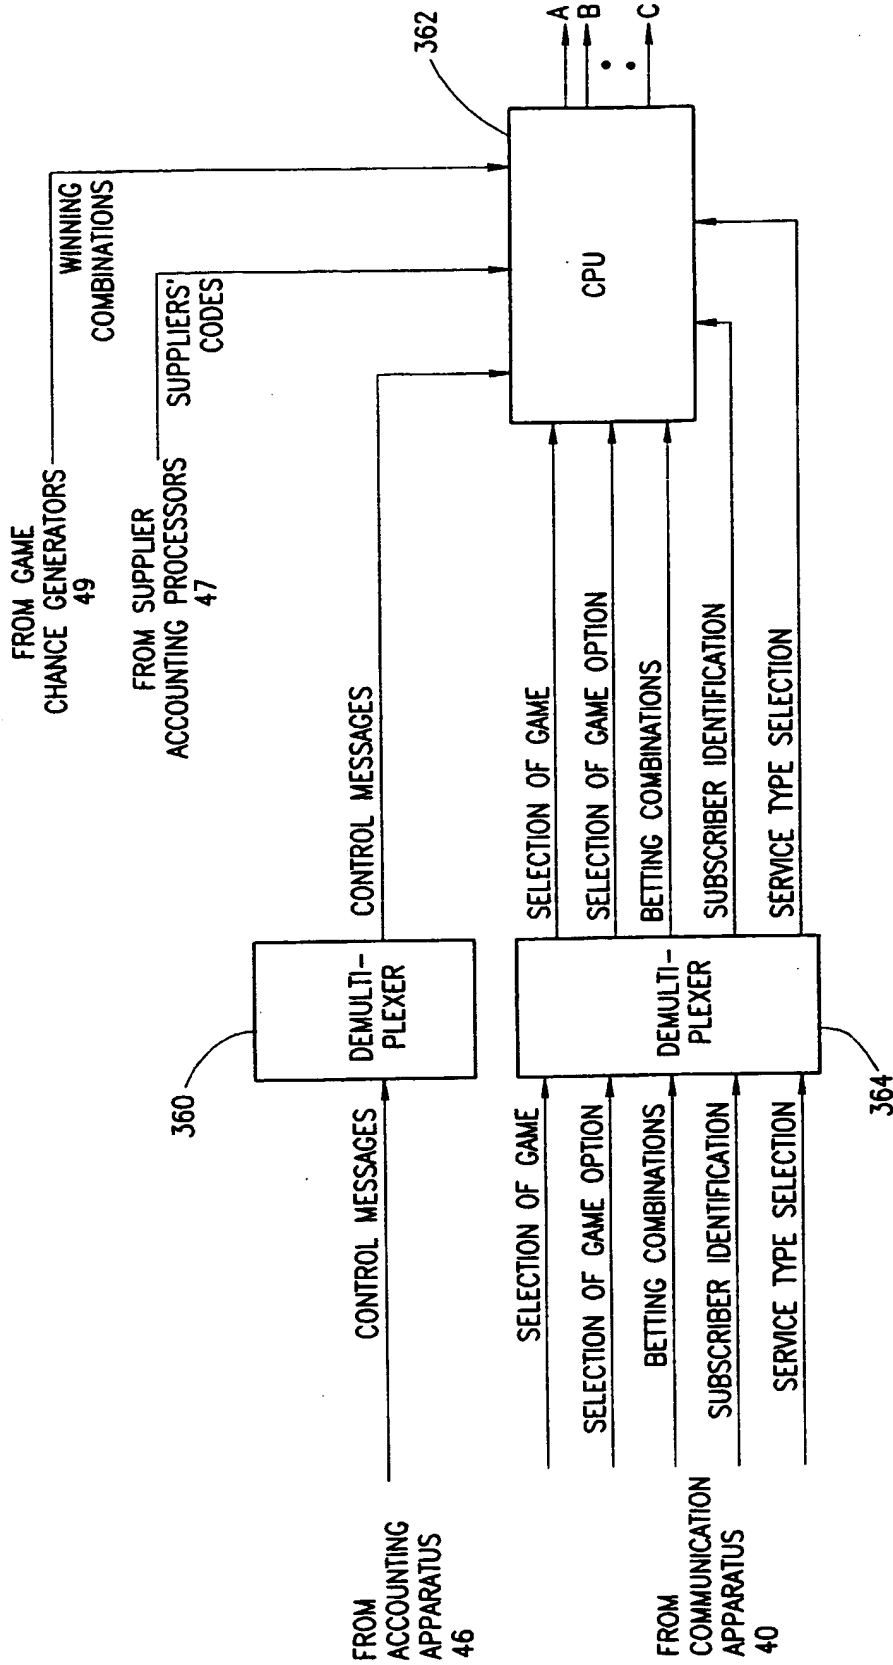 FROM GAME
CHANCE GENERATORS
49
WINNING
COMBINATIONS
FROM SUPPLIER
ACCOUNTING PROCESSORS
47
SUPPLIERS'
CODES
362
A
B
C
CPU
360
DEMULTI-
PLEXER
CONTROL MESSAGES
CONTROL MESSAGES
FROM
ACCOUNTING
APPARATUS
46
SELECTION OF GAME
SELECTION OF GAME OPTION
BETTING COMBINATIONS
SUBSCRIBER IDENTIFICATION
SERVICE TYPE SELECTION
DEMULTI-
PLEXER
364
SELECTION OF GAME
SELECTION OF GAME OPTION
BETTING COMBINATIONS
SUBSCRIBER IDENTIFICATION
SERVICE TYPE SELECTION
FROM
COMMUNICATION
APPARATUS
40